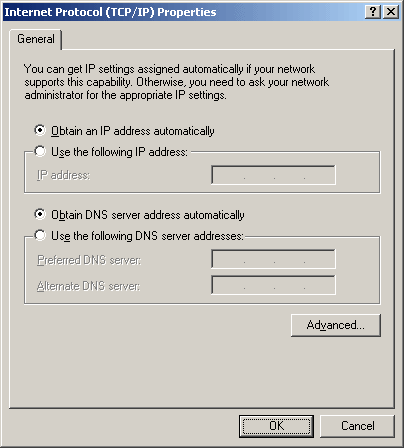 Internet Protocol (TCP/IP) Properties
General
You can get IP settings assigned automatically if your network
supports this capability. Otherwise, you need to ask your network
administrator for the appropriate IP settings.
Obtain an IP address automatically
Use the following IP address:
IP address:
Obtain DNS server address automatically
Use the following DNS server addresses:
Preferred DNS server:
Alternate DNS server:
Advanced...
OK Cancel